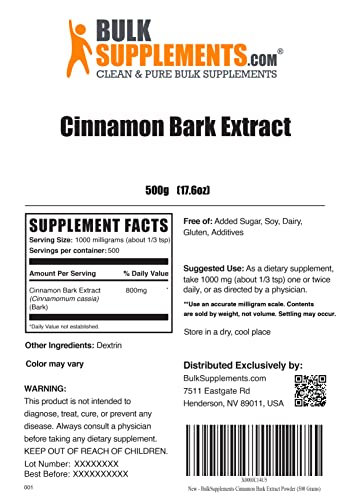 BULK
SUPPLEMENTS.COM®
CLEAN & PURE BULK SUPPLEMENTS
Cinnamon Bark Extract
500g (17.6oz)
SUPPLEMENT FACTS
Serving Size: 1000 milligrams (about 1/3 tsp)
Servings per container: 500
Amount Per Serving % Daily Value
Cinnamon Bark Extract 800mg *
(Cinnamomum cassia)
(Bark)
*Daily Value not established.
Other Ingredients: Dextrin
Color may vary
WARNING:
This product is not intended to
diagnose, treat, cure, or prevent any
disease. Always consult a physician
before taking any dietary supplement.
KEEP OUT OF REACH OF CHILDREN.
Lot Number: XXXXXXXX
Best Before: XXXXXXXXXX
001
Free of: Added Sugar, Soy, Dairy,
Gluten, Additives
Suggested Use: As a dietary supplement,
take 1000 mg (about 1/3 tsp) one or twice
daily, or as directed by a physician.
**Use an accurate milligram scale. Contents
are sold by weight, not volume. Settling may occur.
Store in a dry, cool place
Distributed Exclusively by:
BulkSupplements.com
7511 Eastgate Rd
Henderson, NV 89011, USA
New - BulkSupplements Cinnamon Bark Extract Powder (500 Grams)